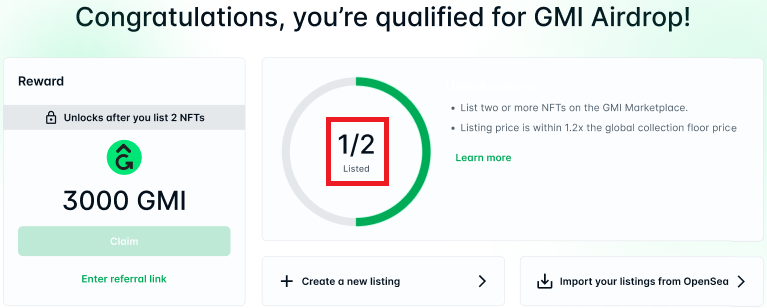 Congratulations, you're qualified for GMI Airdrop!
Reward
Unlocks after you list 2 NFTs
3000 GMI
Claim
Enter referral link
1/2
Listed
• List two or more NFTs on the GMI Marketplace.
• Listing price is within 1.2x the global collection floor price
Learn more
Create a new listing
Import your listings from OpenSea